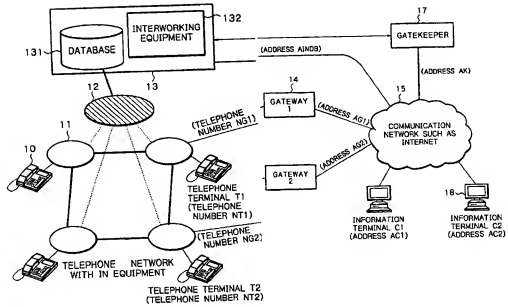 132
INTERWORKING
EQUIPMENT
131
DATABASE
17
GATEKEEPER
(ADDRESS AINDB)
13
(ADDRESS AK)
12
14
15
(TELEPHONE
NUMBER NG1)
GATEWAY
1
(ADDRESS AG1)
COMMUNICATION
NETWORK SUCH AS
INTERNET
11
10
(ADDRESS AG2)
GATEWAY
2
TELEPHONE
TERMINAL T1
(TELEPHONE
NUMBER NT1)
18
(TELEPHONE
NUMBER NG2)
INFORMATION
TERMINAL C1
(ADDRESS AC1)
INFORMATION
TERMINAL C2
(ADDRESS AC2)
TELEPHONE NETWORK
WITH IN EQUIPMENT
TELEPHONE TERMINAL T2
(TELEPHONE NUMBER NT2)